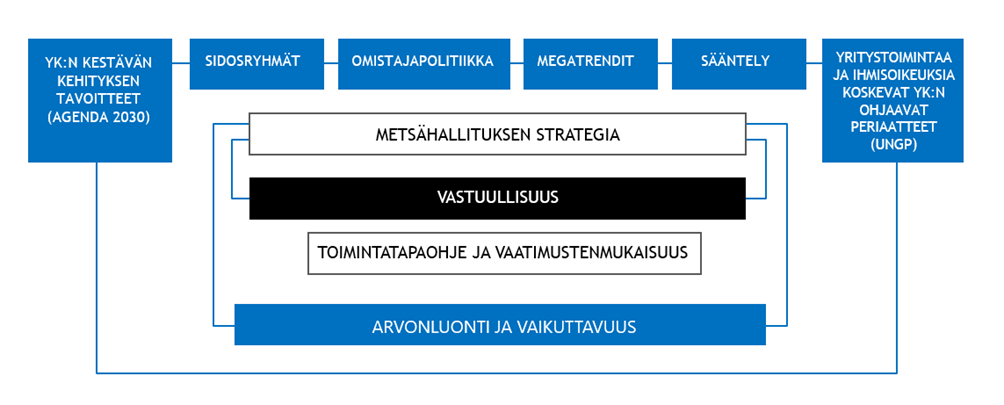 YK:N KESTÄVÄN
KEHITYKSEN
TAVOITTEET
(AGENDA 2030)
SIDOSRYHMÄT
OMISTAJAPOLITIIKKA
MEGATRENDIT
SÄÄNTELY
YRITYSTOIMINTAA
JA IHMISOIKEUKSIA
KOSKEVAT YK:N
OHJAAVAT
PERIAATTEET
(UNGP)
METSÄHALLITUKSEN STRATEGIA
VASTUULLISUUS
TOIMINTATAPAOHJE JA VAATIMUSTENMUKAISUUS
ARVONLUONTI JA VAIKUTTAVUUS